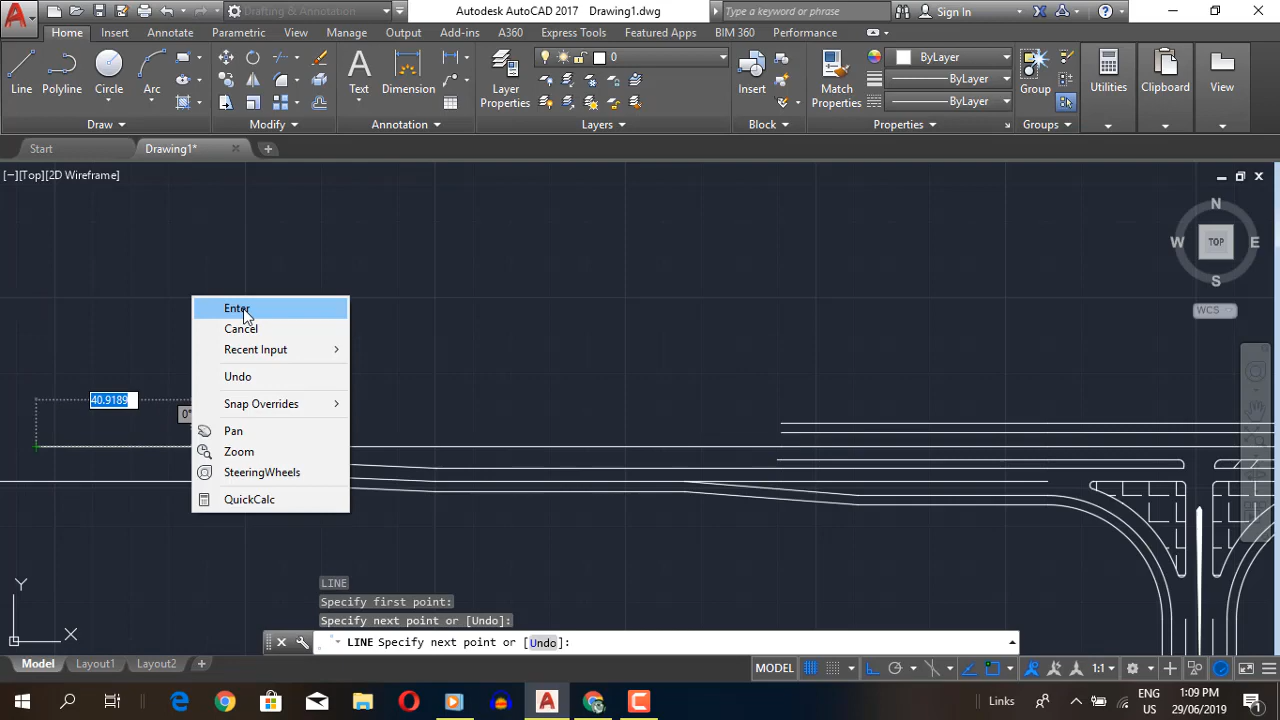 Drafting & Annotation
Autodesk AutoCAD 2017 Drawing1.dwg
Type a keyword or phrase
Sign In
Home Insert Annotate Parametric View Manage Output Add-ins A360 Express Tools Featured Apps BIM 360 Performance
Line Polyline Circle Arc
Text Dimension
Layer Properties
0
Insert
Match Properties
ByLayer
ByLayer
ByLayer
Group
Utilities
Clipboard
View
Draw Modify Annotation Layers Block Properties Groups
Start Drawing1*
[−][Top][2D Wireframe]
N
W TOP E
S
WCS
Enter
Cancel
Recent Input
Undo
Snap Overrides
Pan
Zoom
SteeringWheels
QuickCalc
40.9189
0°
Y
X
LINE
Specify first point:
Specify next point or [Undo]:
LINE Specify next point or [Undo]:
Model Layout1 Layout2
MODEL
1:1
Links
ENG
US
1:09 PM
29/06/2019
1